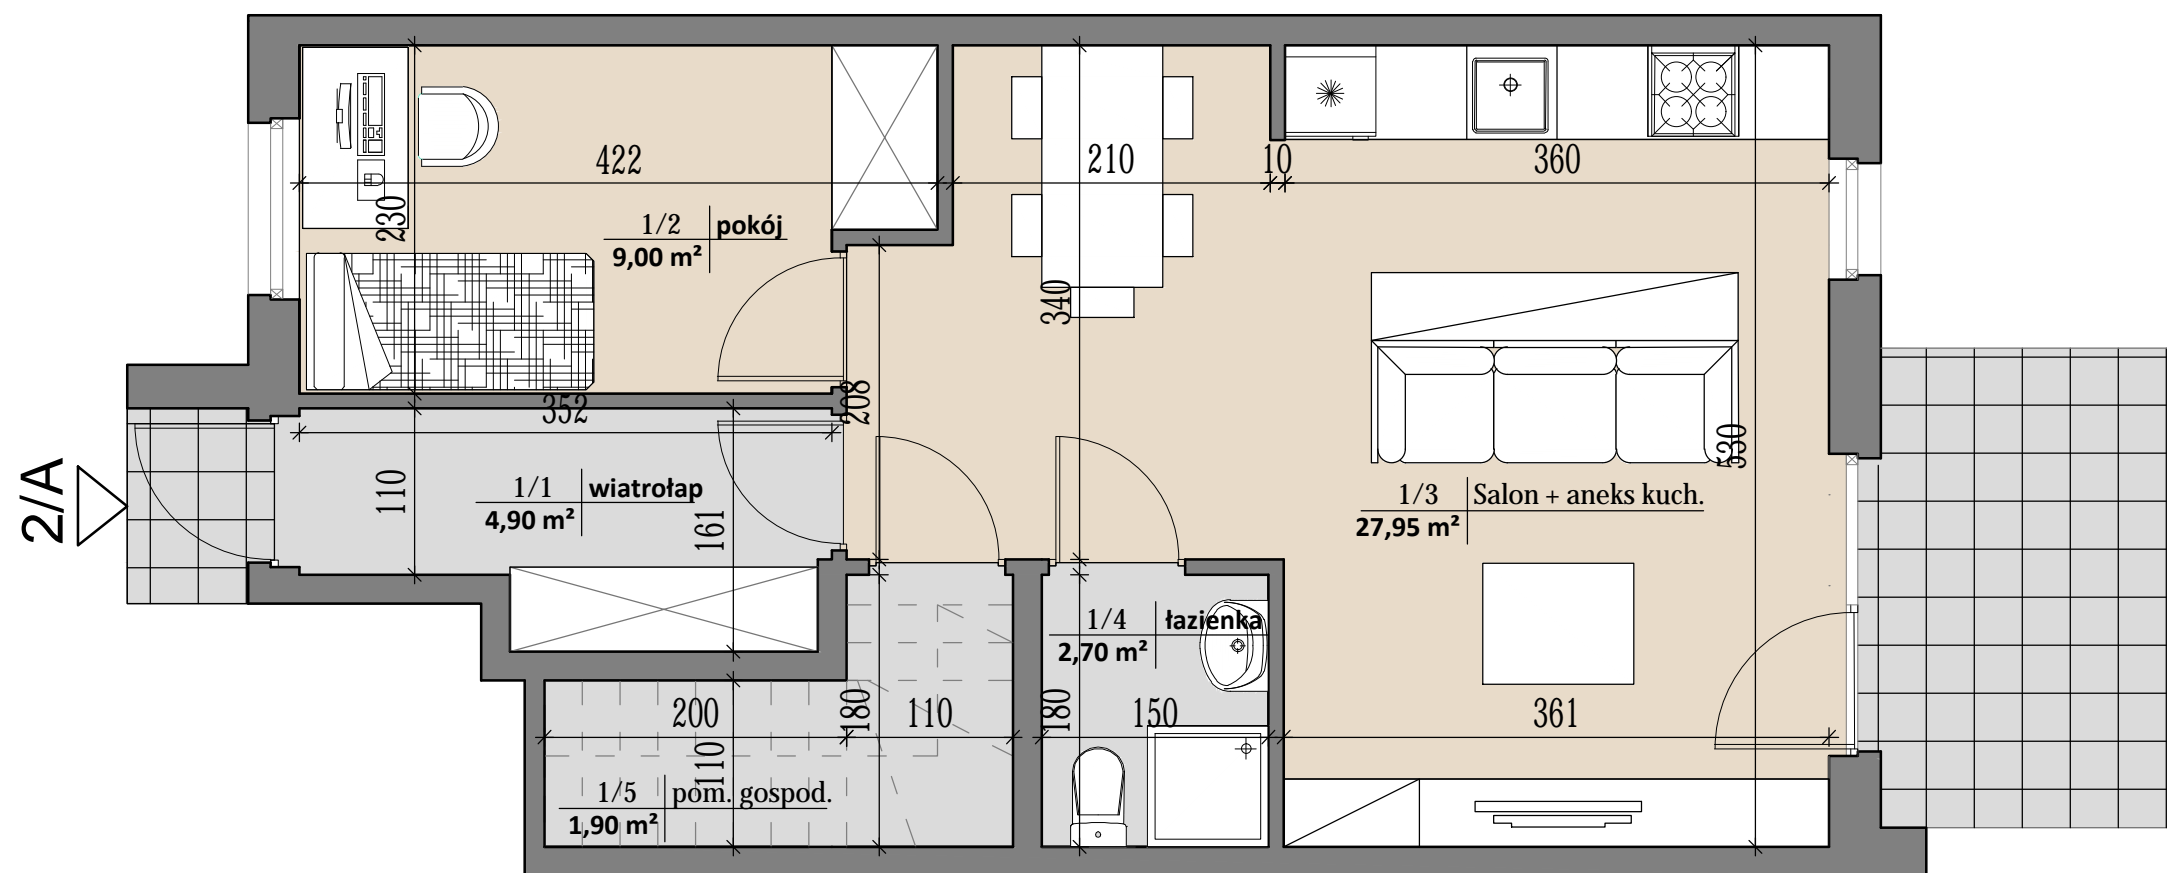 422
210
10
360
230
1/2 pokój
9,00 m²
340
352
208
530
2/A
110
1/1 wiatrołap
4,90 m²
161
1/3 Salon + aneks kuch.
27,95 m²
1/4 łazienka
2,70 m²
200
180
110
180
150
361
110
1/5 pom. gospod.
1,90 m²